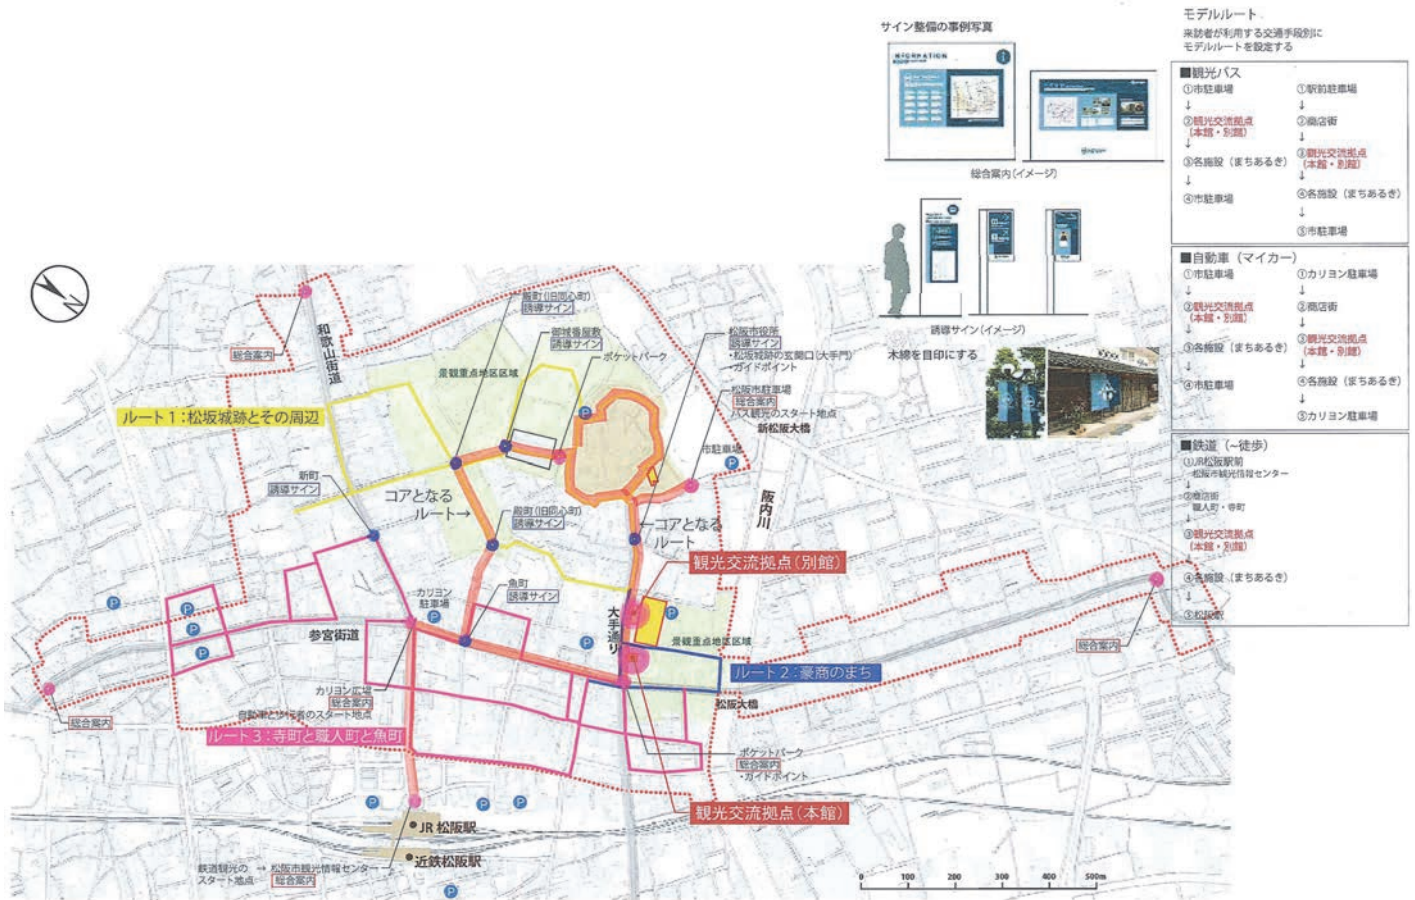 サイン整備の事例写真
INFORMATION
総合案内(イメージ)
誘導サイン(イメージ)
木綿を目印にする
モデルルート
来訪者が利用する交通手段別に
モデルルートを設定する
■観光バス
①市駐車場
↓
②観光交流拠点
(本館・別館)
↓
③各施設(まちあるき)
↓
④市駐車場
①駅前駐車場
↓
②商店街
↓
③観光交流拠点
(本館・別館)
↓
④各施設(まちあるき)
↓
⑤市駐車場
■自動車(マイカー)
①市駐車場
↓
②観光交流拠点
(本館・別館)
↓
③各施設(まちあるき)
↓
④市駐車場
①カリヨン駐車場
↓
②商店街
↓
③観光交流拠点
(本館・別館)
↓
④各施設(まちあるき)
↓
⑤カリヨン駐車場
■鉄道(~徒歩)
①JR松阪駅前
松阪市観光情報センター
↓
②商店街
職人町・寺町
↓
③観光交流拠点
(本館・別館)
↓
④各施設(まちあるき)
↓
⑤松阪駅
総合案内
和歌山街道
殿町(旧同心町)
誘導サイン
御城番屋敷
誘導サイン
ポケットパーク
景観重点地区区域
松阪市役所
誘導サイン
・松坂城跡の玄関口(大手門)
・ガイドポイント
松阪市駐車場
総合案内
バス観光のスタート地点
新松阪大橋
市駐車場
ルート1:松坂城跡とその周辺
新町
誘導サイン
コアとなる
ルート→
殿町(旧同心町)
誘導サイン
←コアとなる
ルート
阪内川
観光交流拠点(別館)
カリヨン
駐車場
魚町
誘導サイン
大手通り
景観重点地区区域
参宮街道
総合案内
ルート2:豪商のまち
松阪大橋
カリヨン広場
総合案内
自動車と歩行者のスタート地点
総合案内
ルート3:寺町と職人町と魚町
ポケットパーク
総合案内
・ガイドポイント
観光交流拠点(本館)
JR 松阪駅
近鉄松阪駅
鉄道観光の → 松阪市観光情報センター
スタート地点 総合案内
P
P
P
P
P
P
P
P
P
P
P
P
P
0 100 200 300 400 500m